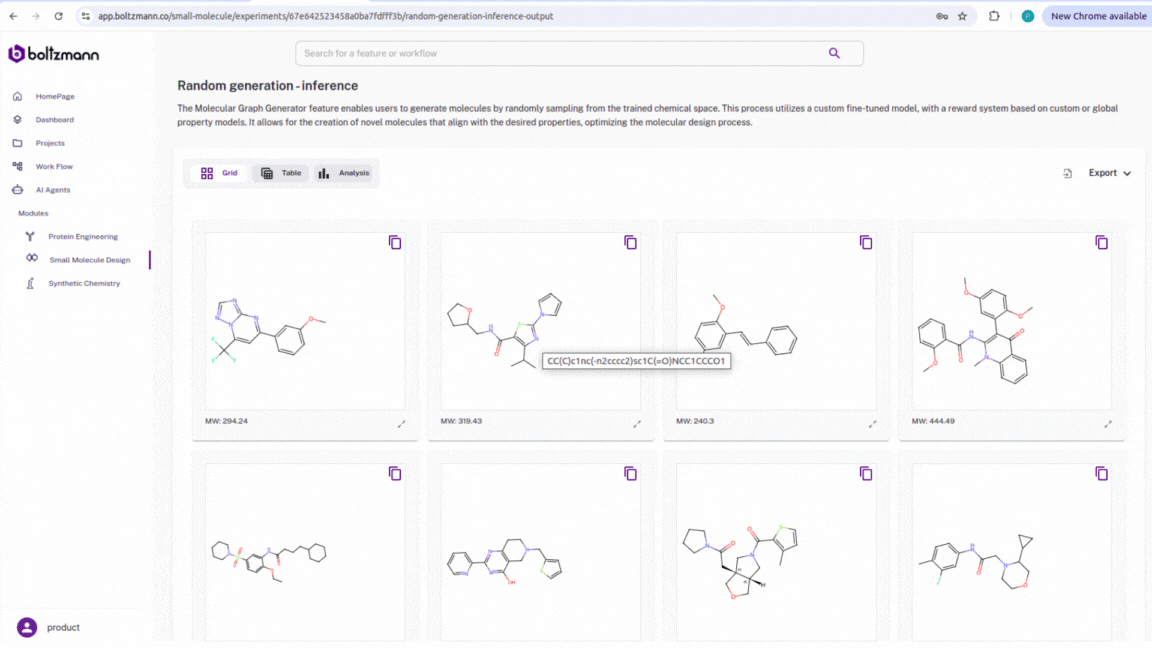 app.boltzmann.co/small-molecule/experiments/67e642523458a0ba7fdfff3b/random-generation-inference-output
P
New Chrome available
boltzmann
Search for a feature or workflow
HomePage
Dashboard
Projects
Work Flow
AI Agents
Modules
Protein Engineering
Small Molecule Design
Synthetic Chemistry
product
Random generation - inference
The Molecular Graph Generator feature enables users to generate molecules by randomly sampling from the trained chemical space. This process utilizes a custom fine-tuned model, with a reward system based on custom or global
property models. It allows for the creation of novel molecules that align with the desired properties, optimizing the molecular design process.
Grid
Table
Analysis
Export
CC(C)c1nc(-n2cccc2)sc1C(=O)NCC1CCCO1
MW: 294.24
MW: 319.43
MW: 240.3
MW: 444.49